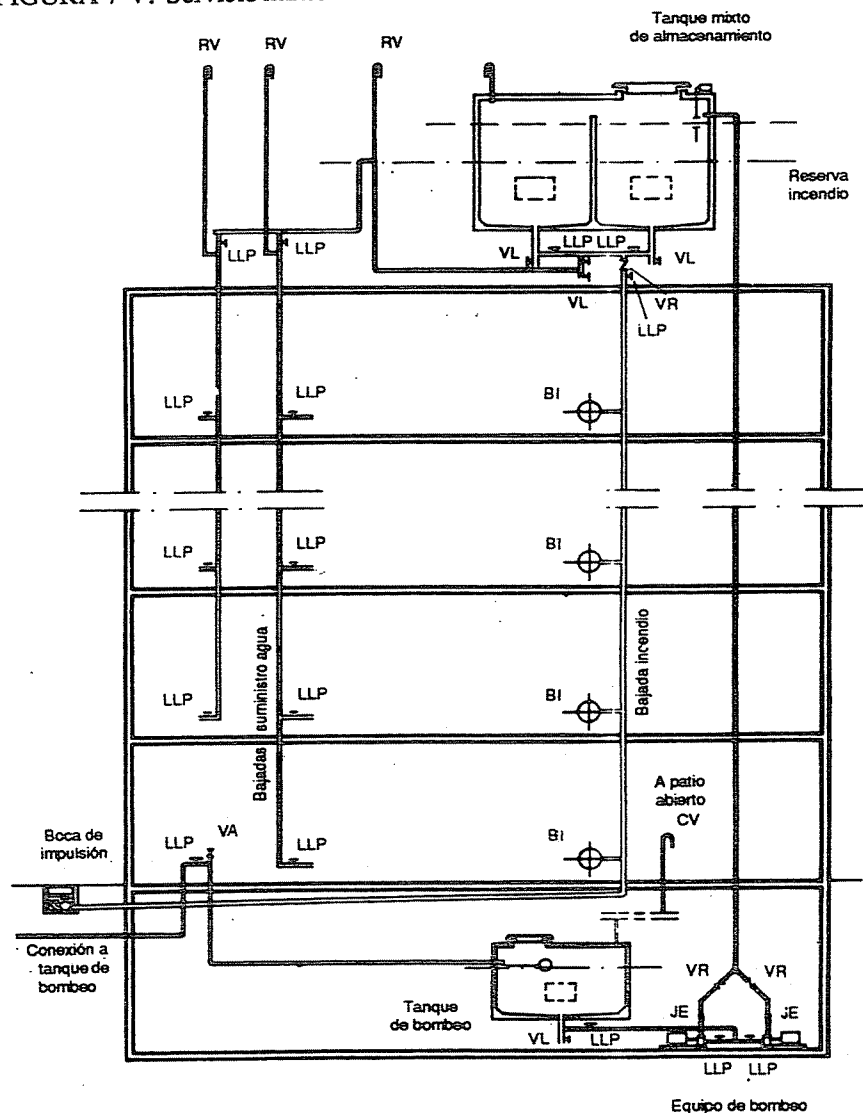 FIGURA 7-V.
Tanque mixto
de almacenamiento
RV
RV
RV
Reserva
incendio
LLP
LLP
VL
LLP
LLP
VL
VL
VR
LLP
LLP
LLP
BI
LLP
LLP
BI
Bajadas suministro agua
Bajada incendio
LLP
LLP
BI
A patio
abierto
CV
Boca de
impulsión
LLP
VA
LLP
BI
Conexión a
tanque de
bombeo
Tanque
de bombeo
VR
VR
JE
JE
VL
LLP
LLP
LLP
Equipo de bombeo